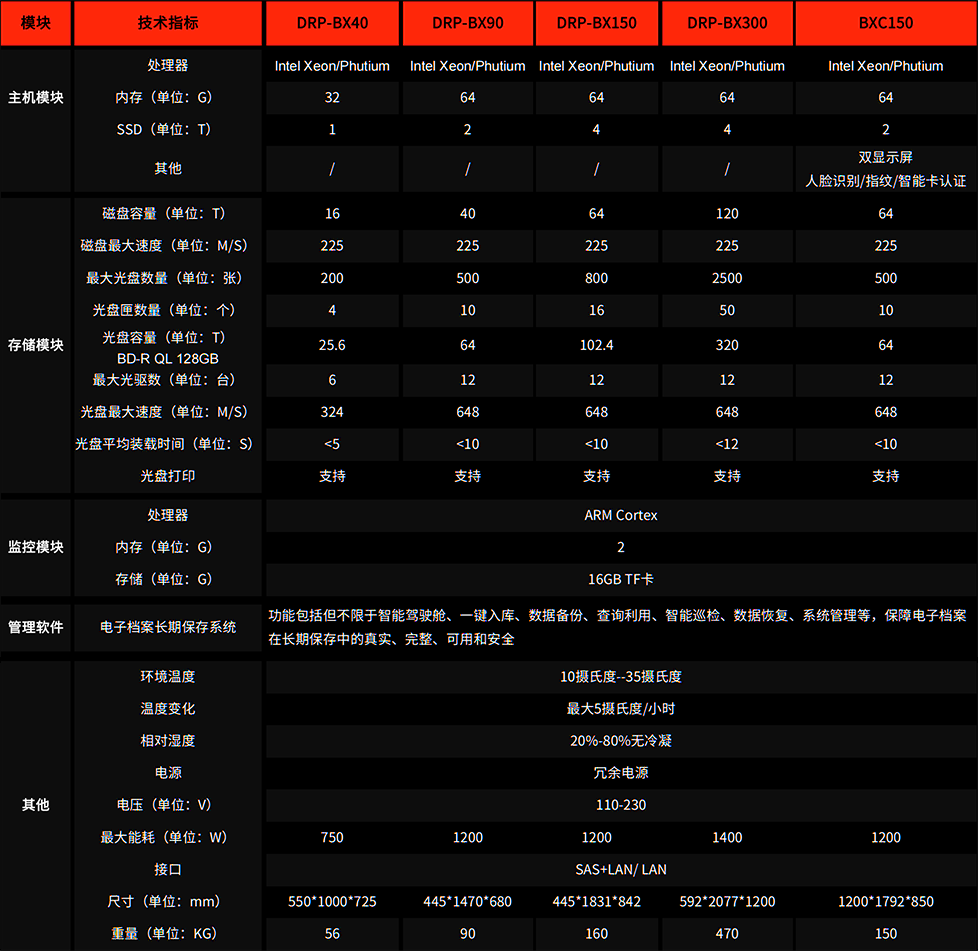 模块 技术指标 DRP-BX40 DRP-BX90 DRP-BX150 DRP-BX300 BXC150
主机模块
处理器 Intel Xeon/Phutium Intel Xeon/Phutium Intel Xeon/Phutium Intel Xeon/Phutium Intel Xeon/Phutium
内存（单位：G） 32 64 64 64 64
SSD（单位：T） 1 2 4 4 2
其他 / / / / 双显示屏
人脸识别/指纹/智能卡认证
存储模块
磁盘容量（单位：T） 16 40 64 120 64
磁盘最大速度（单位：M/S） 225 225 225 225 225
最大光盘数量（单位：张） 200 500 800 2500 500
光盘匣数量（单位：个） 4 10 16 50 10
光盘容量（单位：T）
BD-R QL 128GB 25.6 64 102.4 320 64
最大光驱数（单位：台） 6 12 12 12 12
光盘最大速度（单位：M/S） 324 648 648 648 648
光盘平均装载时间（单位：S） <5 <10 <10 <12 <10
光盘打印 支持 支持 支持 支持 支持
监控模块
处理器 ARM Cortex
内存（单位：G） 2
存储（单位：G） 16GB TF卡
管理软件 电子档案长期保存系统 功能包括但不限于智能驾驶舱、一键入库、数据备份、查询利用、智能巡检、数据恢复、系统管理等，保障电子档案
在长期保存中的真实、完整、可用和安全
其他
环境温度 10摄氏度--35摄氏度
温度变化 最大5摄氏度/小时
相对湿度 20%-80%无冷凝
电源 冗余电源
电压（单位：V） 110-230
最大能耗（单位：W） 750 1200 1200 1400 1200
接口 SAS+LAN/ LAN
尺寸（单位：mm） 550*1000*725 445*1470*680 445*1831*842 592*2077*1200 1200*1792*850
重量（单位：KG） 56 90 160 470 150